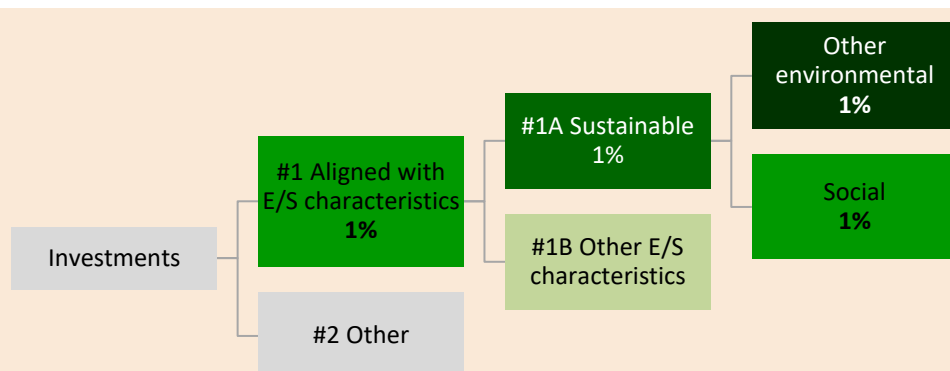 Investments
#1 Aligned with
E/S characteristics
1%
#2 Other
#1A Sustainable
1%
#1B Other E/S
characteristics
Other
environmental
1%
Social
1%